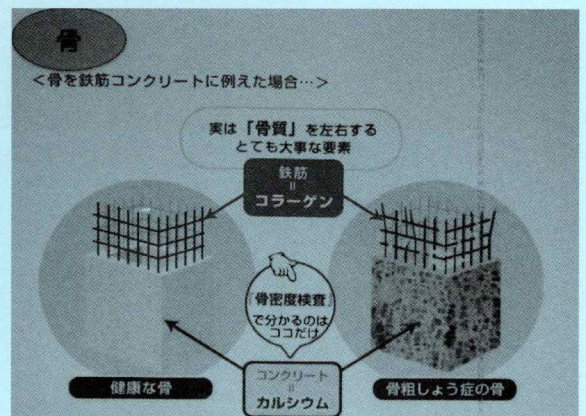 骨
<骨を鉄筋コンクリートに例えた場合…>
実は「骨質」を左右する
とても大事な要素
鉄筋
=
コラーゲン
『骨密度検査』
で分かるのは
ココだけ
コンクリート
=
カルシウム
健康な骨
骨粗しょう症の骨